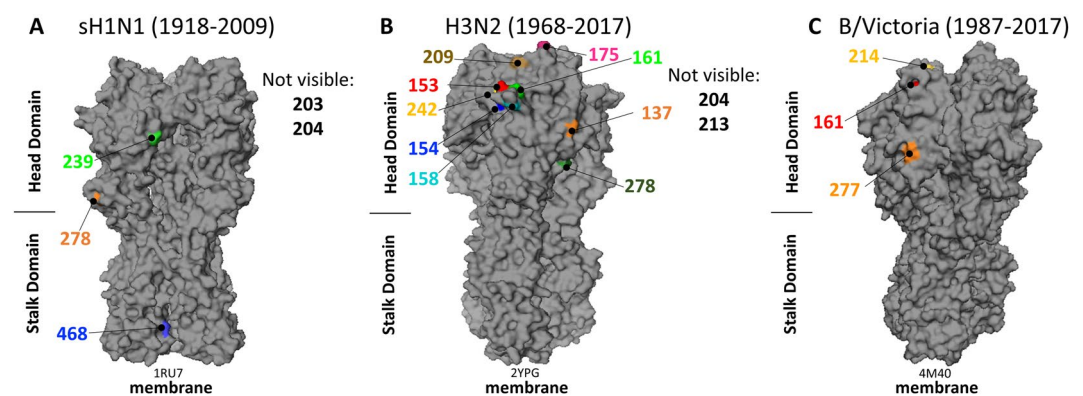 A sH1N1 (1918-2009)
Not visible:
203
204
239
278
468
Head Domain
Stalk Domain
1RU7
membrane
B H3N2 (1968-2017)
209
175
161
153
242
137
154
158
278
Not visible:
204
213
Head Domain
Stalk Domain
2YPG
membrane
C B/Victoria (1987-2017)
214
161
277
Head Domain
Stalk Domain
4M40
membrane